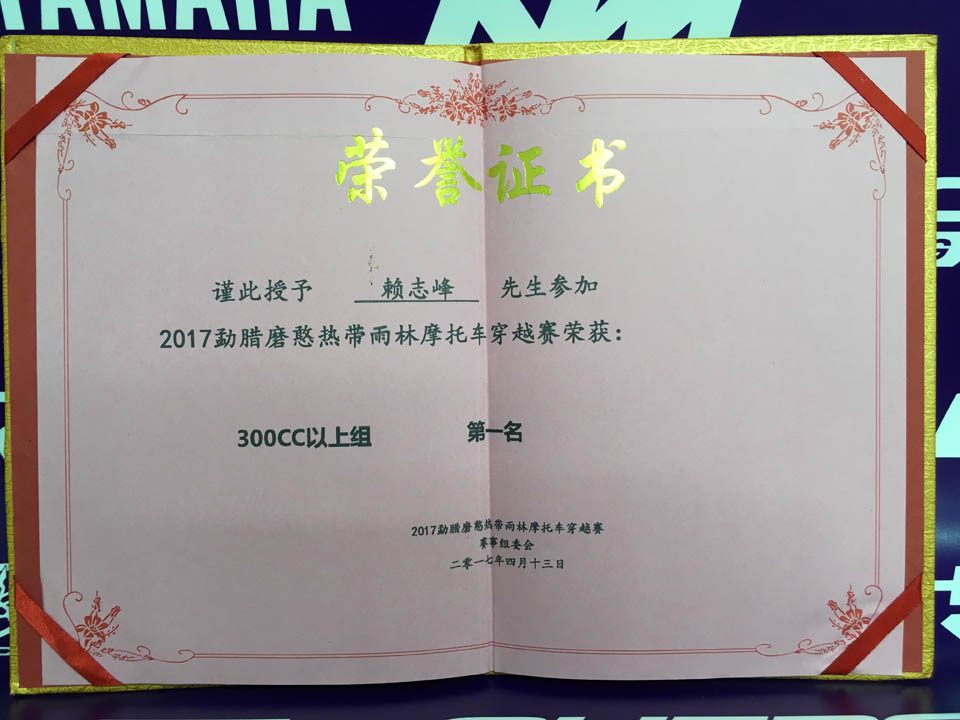 YAMAHA
荣誉证书
谨此授予 赖志峰 先生参加
2017勐腊磨憨热带雨林摩托车穿越赛荣获:
300CC以上组 第一名
2017勐腊磨憨热带雨林摩托车穿越赛
赛事组委会
二零一七年四月十三日